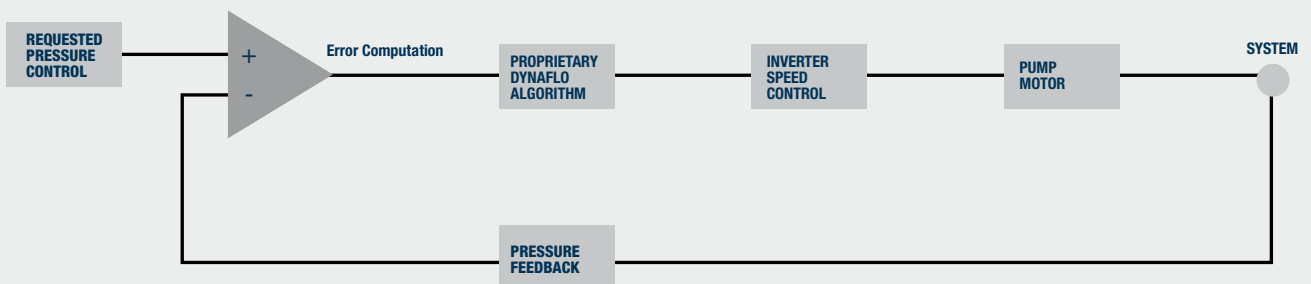 REQUESTED
PRESSURE
CONTROL
+
-
Error Computation
PROPRIETARY
DYNAFLO
ALGORITHM
INVERTER
SPEED
CONTROL
PUMP
MOTOR
SYSTEM
PRESSURE
FEEDBACK